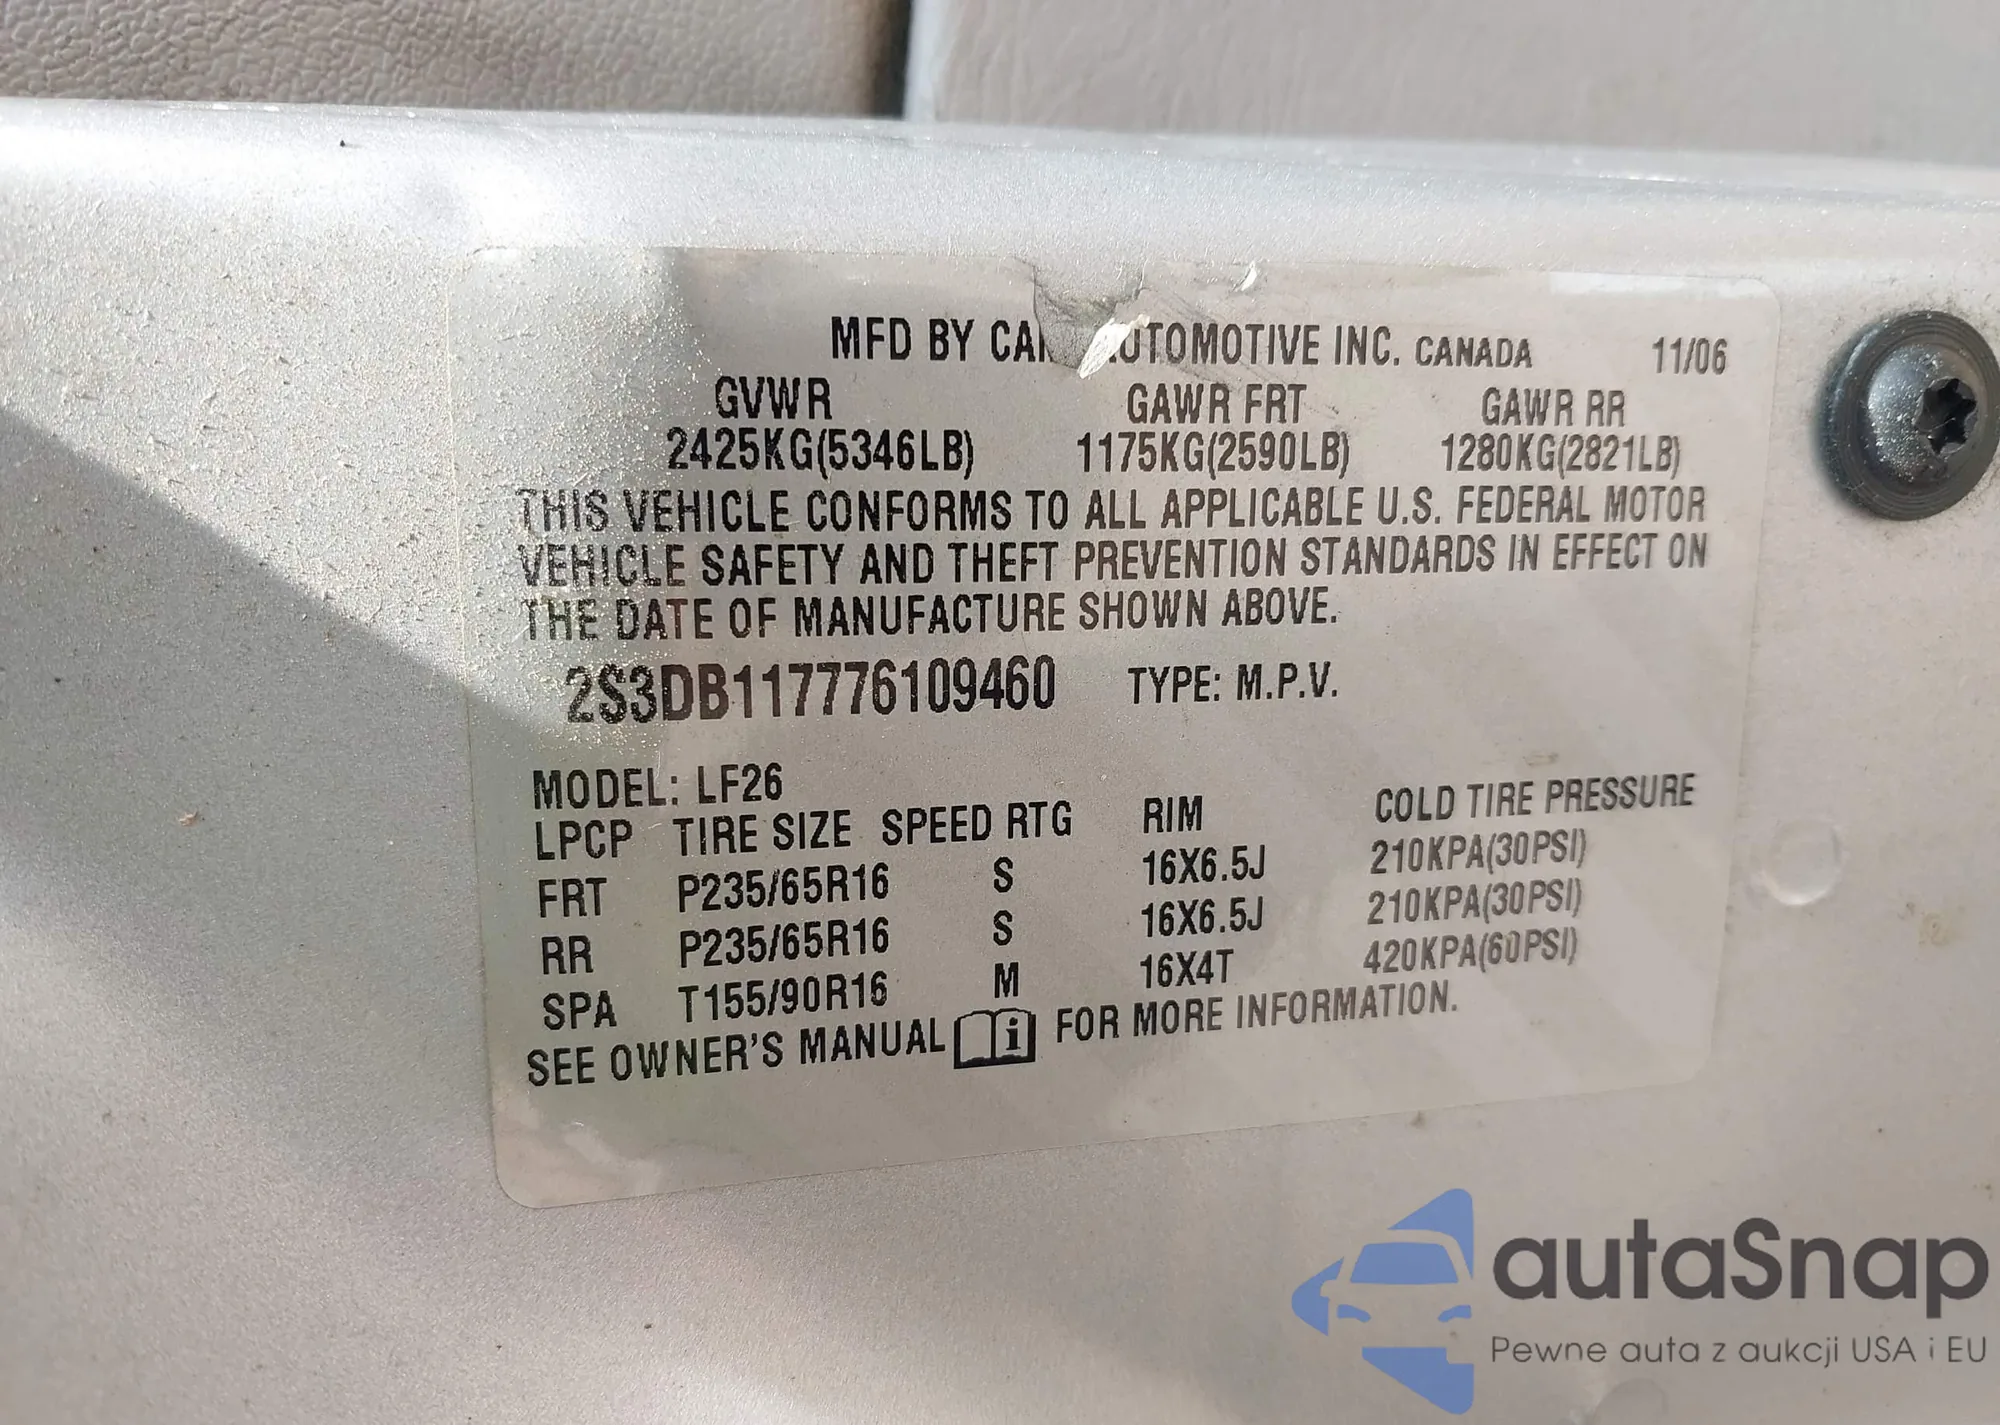 MFD BY CA AUTOMOTIVE INC. CANADA 11/06
GVWR GAWR FRT GAWR RR
2425KG(5346LB) 1175KG(2590LB) 1280KG(2821LB)
THIS VEHICLE CONFORMS TO ALL APPLICABLE U.S. FEDERAL MOTOR
VEHICLE SAFETY AND THEFT PREVENTION STANDARDS IN EFFECT ON
THE DATE OF MANUFACTURE SHOWN ABOVE.
2S3DB117776109460 TYPE: M.P.V.
MODEL: LF26
LPCP TIRE SIZE SPEED RTG RIM COLD TIRE PRESSURE
FRT P235/65R16 S 16X6.5J 210KPA(30PSI)
RR P235/65R16 S 16X6.5J 210KPA(30PSI)
SPA T155/90R16 M 16X4T 420KPA(60PSI)
SEE OWNER'S MANUAL i FOR MORE INFORMATION.
autaSnap
Pewne auta z aukcji USA i EU